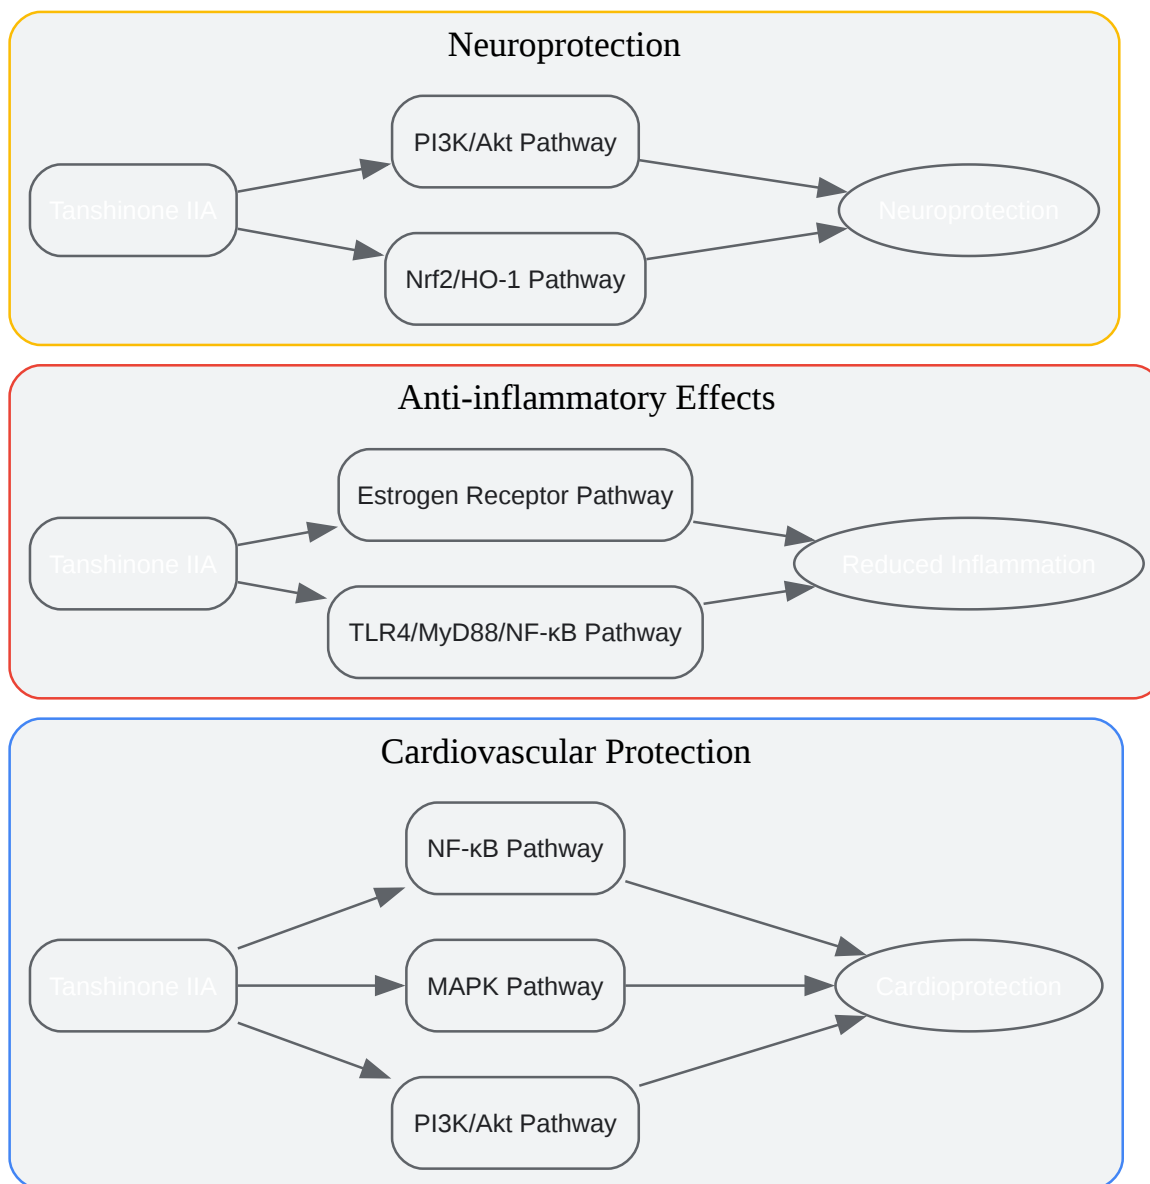 Neuroprotection
PI3K/Akt Pathway
Tanshinone IIA
Neuroprotection
Nrf2/HO-1 Pathway
Anti-inflammatory Effects
Estrogen Receptor Pathway
Tanshinone IIA
Reduced Inflammation
TLR4/MyD88/NF-κB Pathway
Cardiovascular Protection
NF-κB Pathway
Tanshinone IIA
MAPK Pathway
Cardioprotection
PI3K/Akt Pathway